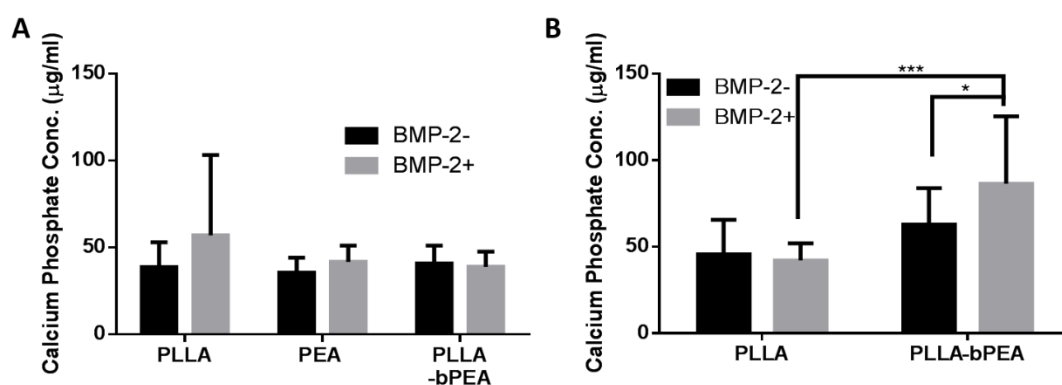 A
Calcium Phosphate Conc. (µg/ml)
150
100
50
0
BMP-2-
BMP-2+
PLLA
PEA
PLLA
-bPEA
B
Calcium Phosphate Conc. (µg/ml)
150
100
50
0
BMP-2-
BMP-2+
***
*
PLLA
PLLA-bPEA